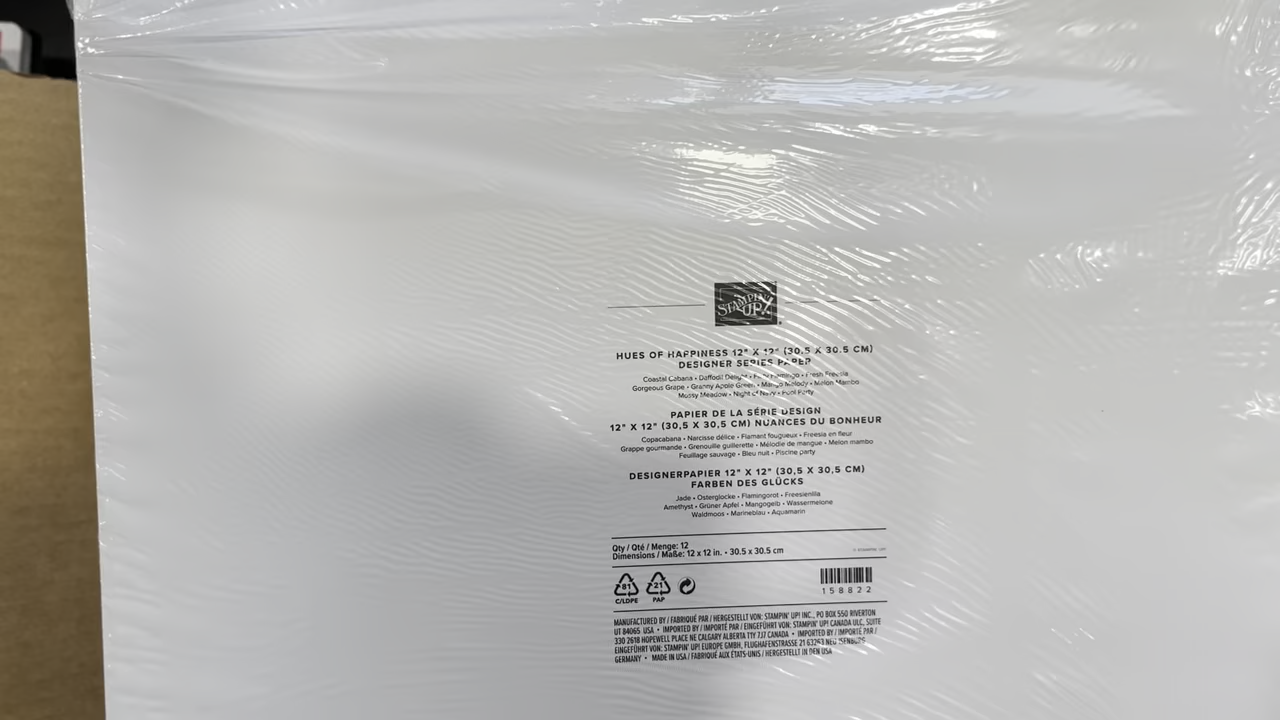 STAMPIN' UP!
HUES OF HAPPINESS 12" X 12" (30.5 X 30.5 CM)
DESIGNER SERIES PAPER
Coastal Cabana • Daffodil Delight • Flamingo • Fresh Freesia
Gorgeous Grape • Granny Apple Green • Mango Melody • Melon Mambo
Mossy Meadow • Night of Navy • Pool Party
PAPIER DE LA SÉRIE DESIGN
12" X 12" (30,5 X 30,5 CM) NUANCES DU BONHEUR
Copacabana • Narcisse délice • Flamant fougueux • Freesia en fleur
Grappe gourmande • Grenouille guillerette • Mélodie de mangue • Melon mambo
Feuillage sauvage • Bleu nuit • Piscine party
DESIGNERPAPIER 12" X 12" (30,5 X 30,5 CM)
FARBEN DES GLÜCKS
Jade • Osterglocke • Flamingorot • Freesienlila
Amethyst • Grüner Apfel • Mangogelb • Wassermelone
Waldmoos • Marineblau • Aquamarin
Qty / Qté / Menge: 12
Dimensions / Maße: 12 x 12 in. • 30.5 x 30.5 cm
© STAMPIN' UP!
81
C/LDPE
21
PAP
158822
MANUFACTURED BY / FABRIQUÉ PAR / HERGESTELLT VON: STAMPIN' UP! INC., PO BOX 550 RIVERTON
UT 84065 USA • IMPORTED BY / IMPORTÉ PAR / EINGEFÜHRT VON: STAMPIN' UP! CANADA ULC, SUITE
330 2618 HOPEWELL PLACE NE CALGARY ALBERTA T1Y 7J7 CANADA • IMPORTED BY / IMPORTÉ PAR /
EINGEFÜHRT VON: STAMPIN' UP! EUROPE GMBH, FLUGHAFENSTRASSE 21 63263 NEU ISENBURG
GERMANY • MADE IN USA / FABRIQUÉ AUX ÉTATS-UNIS / HERGESTELLT IN DEN USA